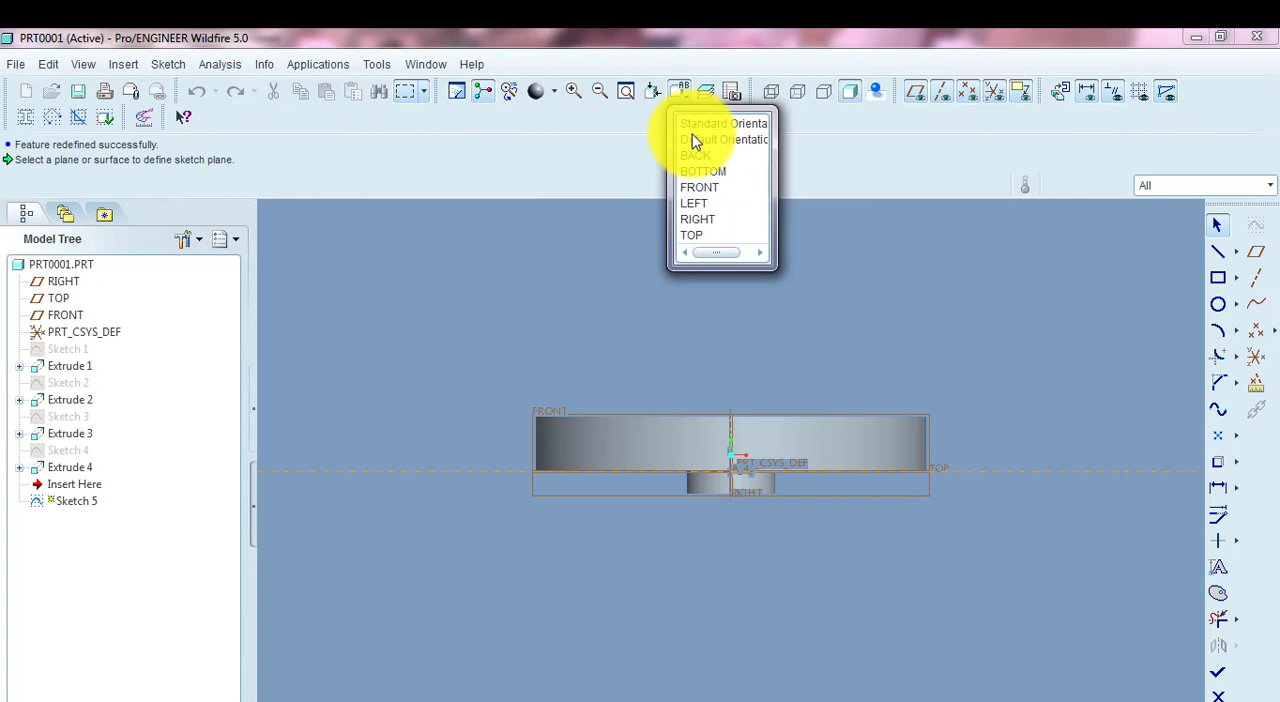 PRT0001 (Active) - Pro/ENGINEER Wildfire 5.0
File Edit View Insert Sketch Analysis Info Applications Tools Window Help
Feature redefined successfully.
Select a plane or surface to define sketch plane.
All
Standard Orienta
Default Orientatic
BACK
BOTTOM
FRONT
LEFT
RIGHT
TOP
Model Tree
PRT0001.PRT
RIGHT
TOP
FRONT
PRT_CSYS_DEF
Sketch 1
Extrude 1
Sketch 2
Extrude 2
Sketch 3
Extrude 3
Sketch 4
Extrude 4
Insert Here
Sketch 5
FRONT
PRT_CSYS_DEF
TOP
RIGHT